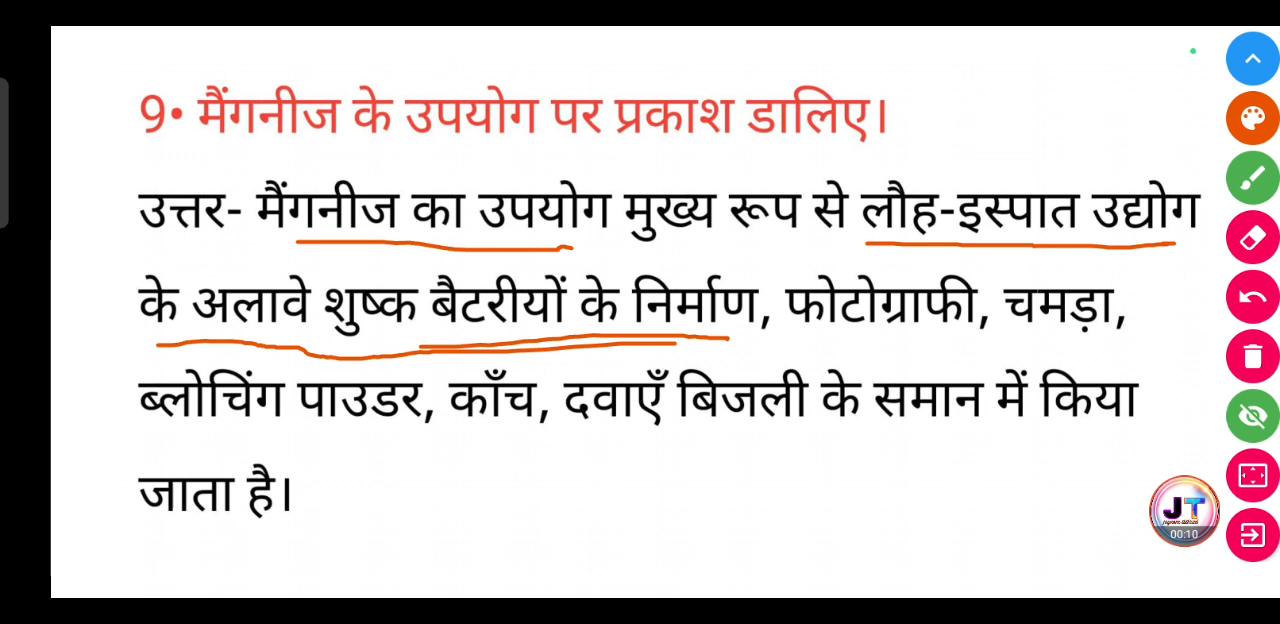 9• मैंगनीज के उपयोग पर प्रकाश डालिए।
उत्तर- मैंगनीज का उपयोग मुख्य रूप से लौह-इस्पात उद्योग
के अलावे शुष्क बैटरीयों के निर्माण, फोटोग्राफी, चमड़ा,
ब्लोचिंग पाउडर, काँच, दवाएँ बिजली के समान में किया
जाता है।
JT
00:10